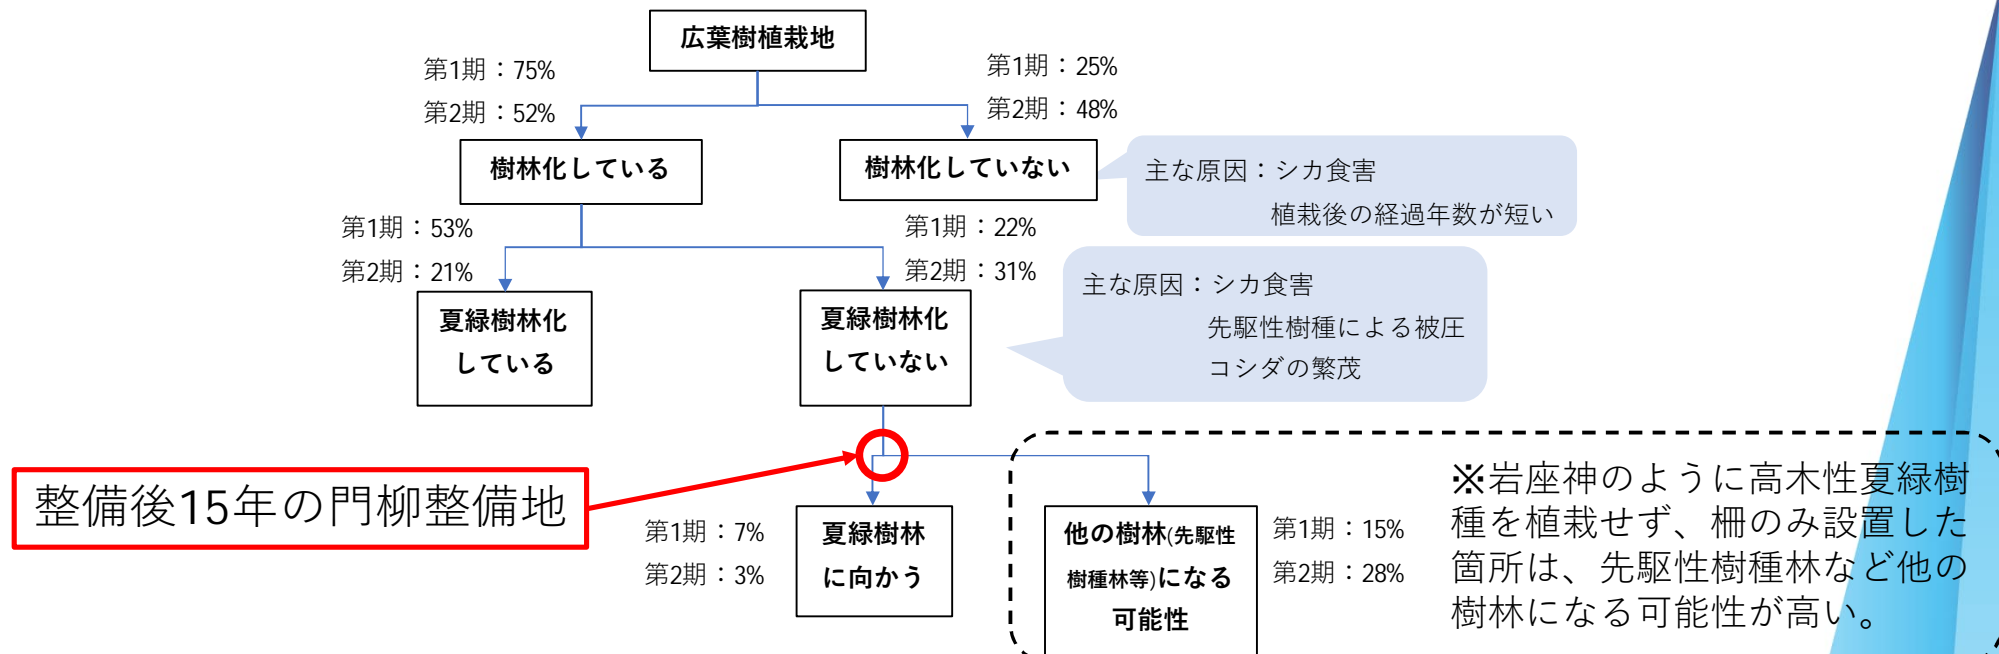 広葉樹植栽地
第1期：75%
第2期：52%
第1期：25%
第2期：48%
樹林化している
樹林化していない
主な原因：シカ食害
植栽後の経過年数が短い
第1期：53%
第2期：21%
第1期：22%
第2期：31%
夏緑樹林化
している
夏緑樹林化
していない
主な原因：シカ食害
先駆性樹種による被圧
コシダの繁茂
整備後15年の門柳整備地
第1期：7%
第2期：3%
夏緑樹林
に向かう
他の樹林(先駆性
樹種林等)になる
可能性
第1期：15%
第2期：28%
※岩座神のように高木性夏緑樹
種を植栽せず、柵のみ設置した
箇所は、先駆性樹種林など他の
樹林になる可能性が高い。